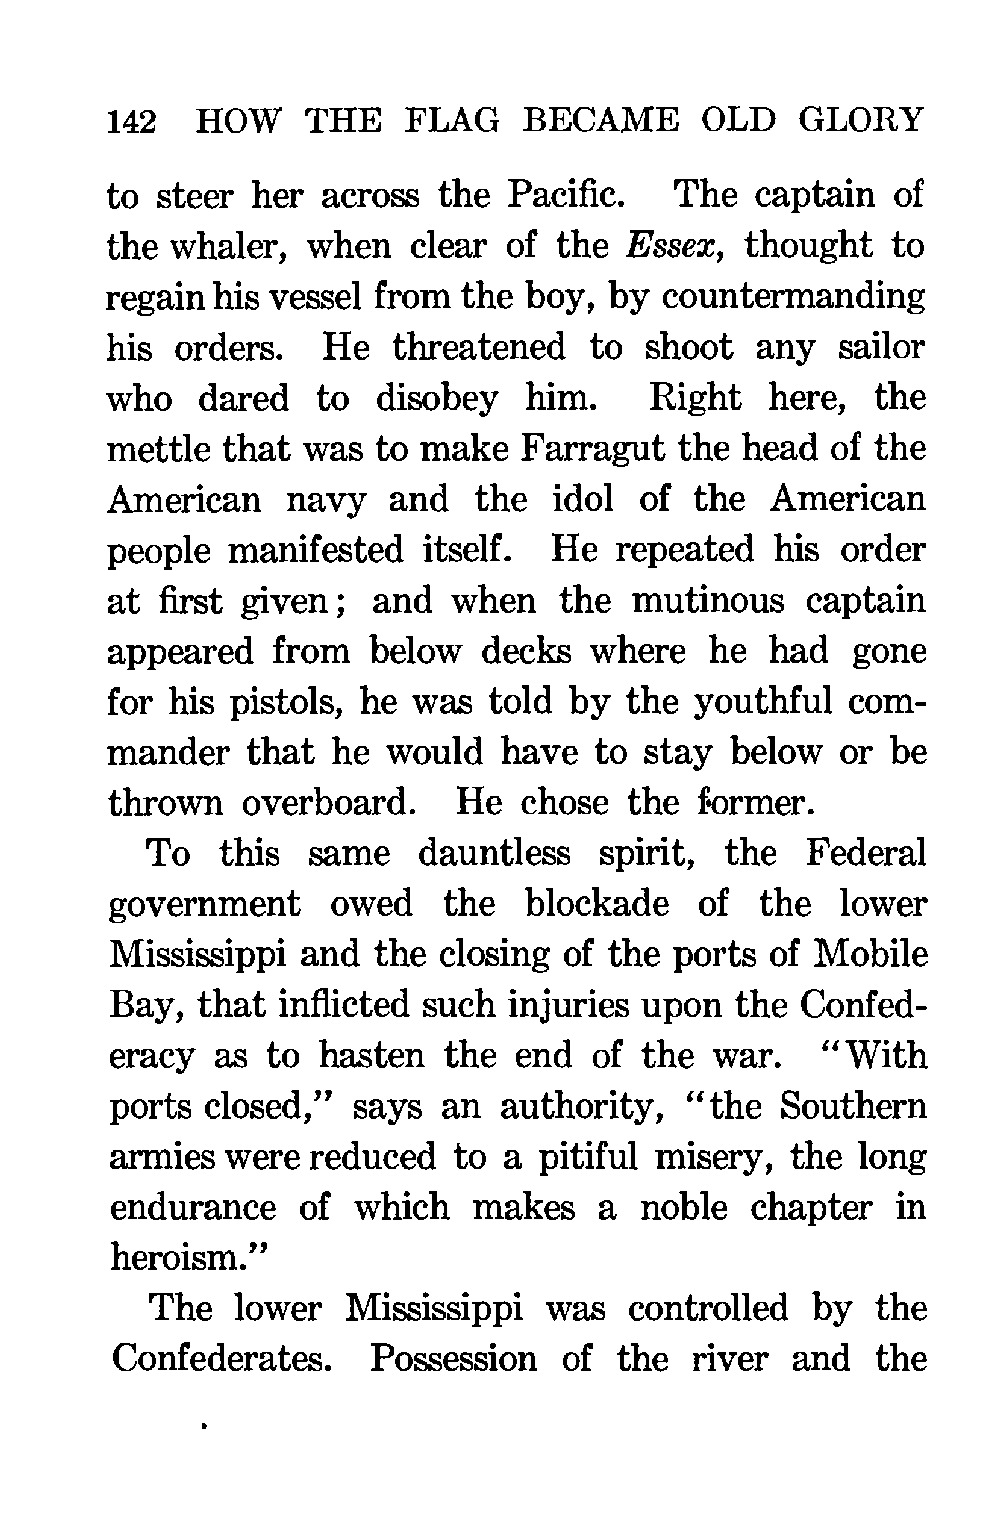 142 HOW THE FLAG BECAME OLD GLORY
to steer her across the Pacific. The captain of
the whaler, when clear of the Essex, thought to
regain his vessel from the boy, by countermanding
his orders. He threatened to shoot any sailor
who dared to disobey him. Right here, the
mettle that was to make Farragut the head of the
American navy and the idol of the American
people manifested itself. He repeated his order
at first given; and when the mutinous captain
appeared from below decks where he had gone
for his pistols, he was told by the youthful com-
mander that he would have to stay below or be
thrown overboard. He chose the former.
To this same dauntless spirit, the Federal
government owed the blockade of the lower
Mississippi and the closing of the ports of Mobile
Bay, that inflicted such injuries upon the Confed-
eracy as to hasten the end of the war. "With
ports closed," says an authority, "the Southern
armies were reduced to a pitiful misery, the long
endurance of which makes a noble chapter in
heroism."
The lower Mississippi was controlled by the
Confederates. Possession of the river and the